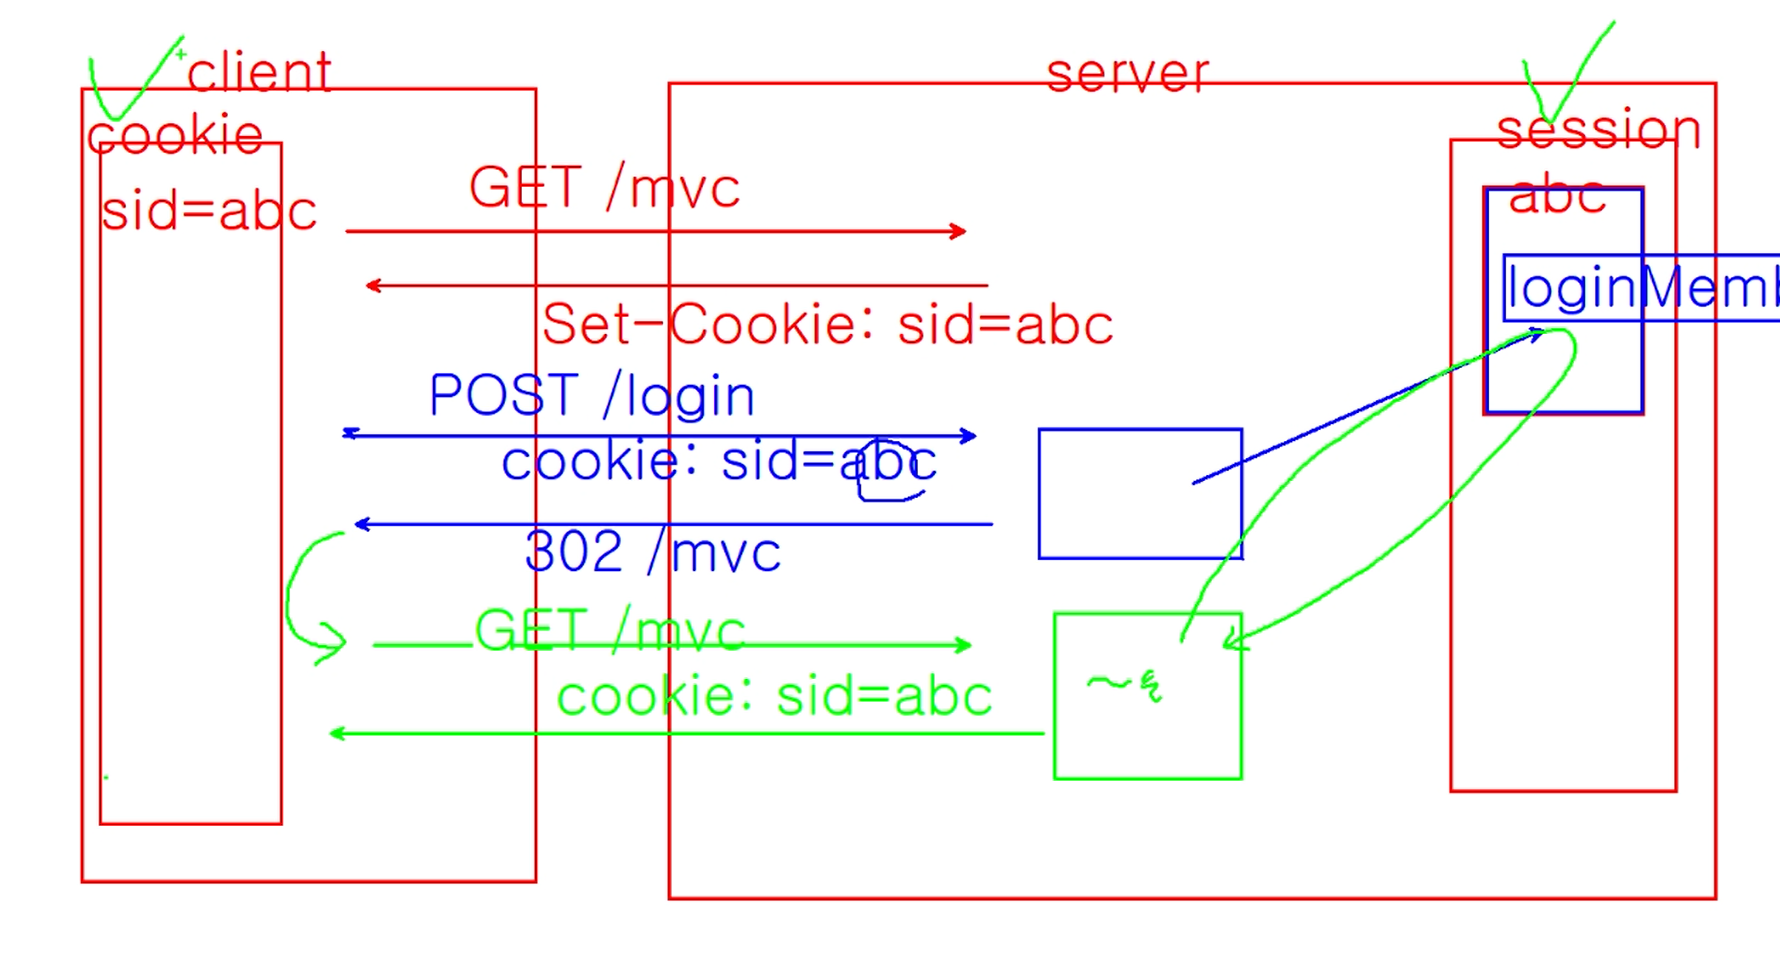 client
server
cookie
session
sid=abc
abc
GET /mvc
loginMemb
Set-Cookie: sid=abc
POST /login
cookie: sid=abc
302 /mvc
GET /mvc
cookie: sid=abc